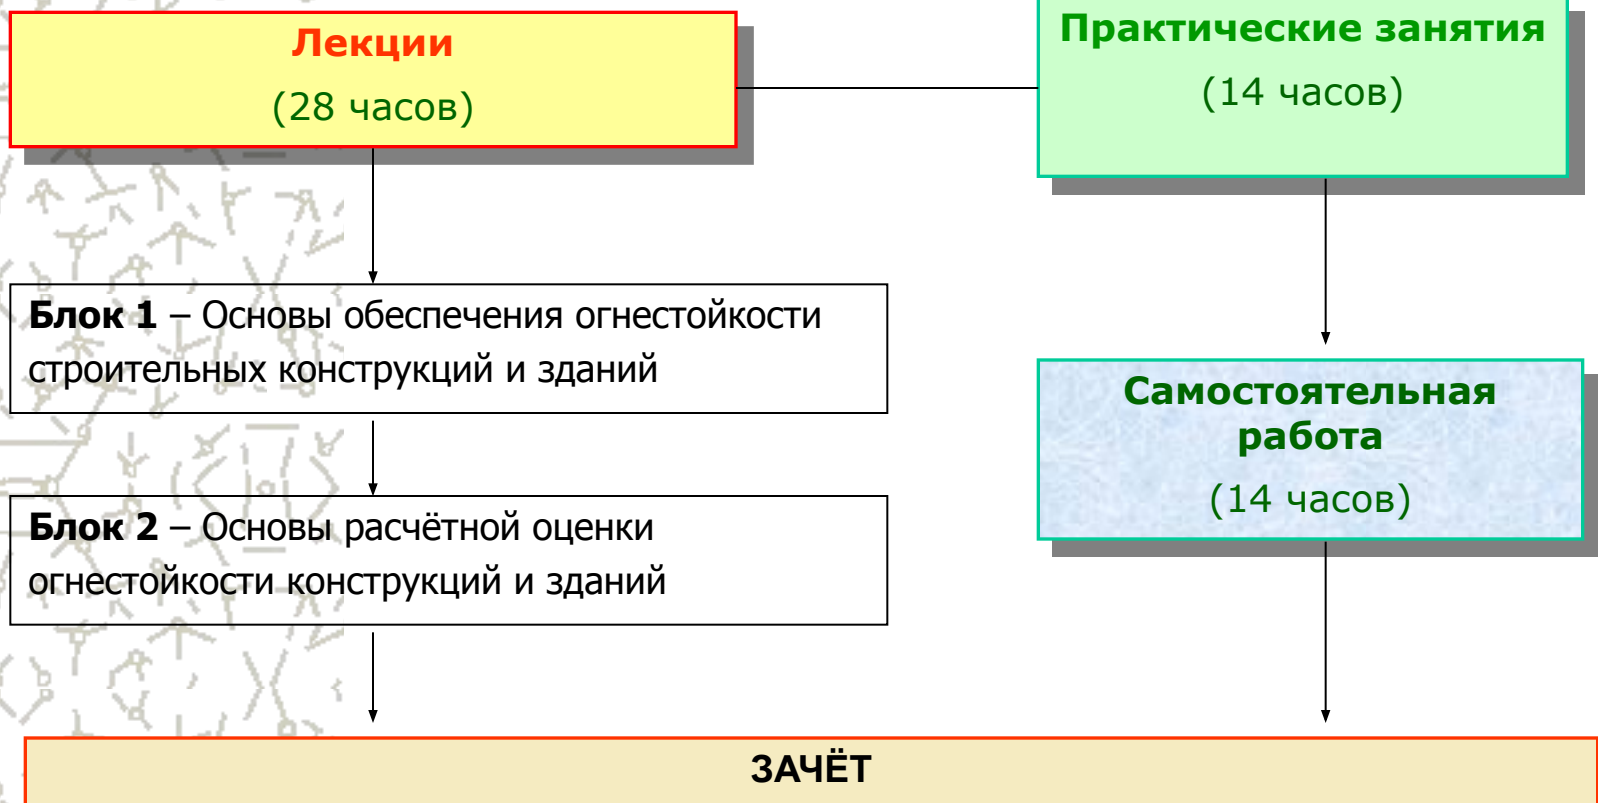 Лекции
(28 часов)
Практические занятия
(14 часов)
Блок 1 – Основы обеспечения огнестойкости
строительных конструкций и зданий
Блок 2 – Основы расчётной оценки
огнестойкости конструкций и зданий
Самостоятельная
работа
(14 часов)
ЗАЧЁТ